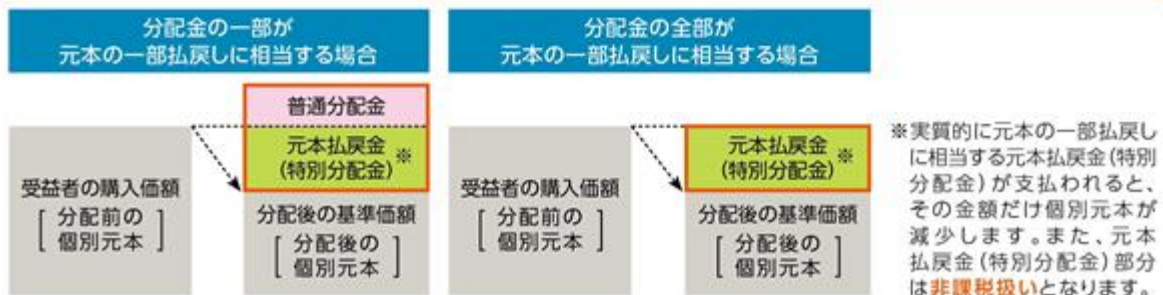 分配金の一部が
元本の一部払戻しに相当する場合
普通分配金
元本払戻金
(特別分配金)
※
受益者の購入価額
[分配前の
個別元本]
分配後の基準価額
[分配後の
個別元本]
分配金の全部が
元本の一部払戻しに相当する場合
元本払戻金
(特別分配金)
※
受益者の購入価額
[分配前の
個別元本]
分配後の基準価額
[分配後の
個別元本]
※実質的に元本の一部払戻し
に相当する元本払戻金(特別
分配金)が支払われると、
その金額だけ個別元本が
減少します。また、元本
払戻金(特別分配金)部分
は非課税扱いとなります。